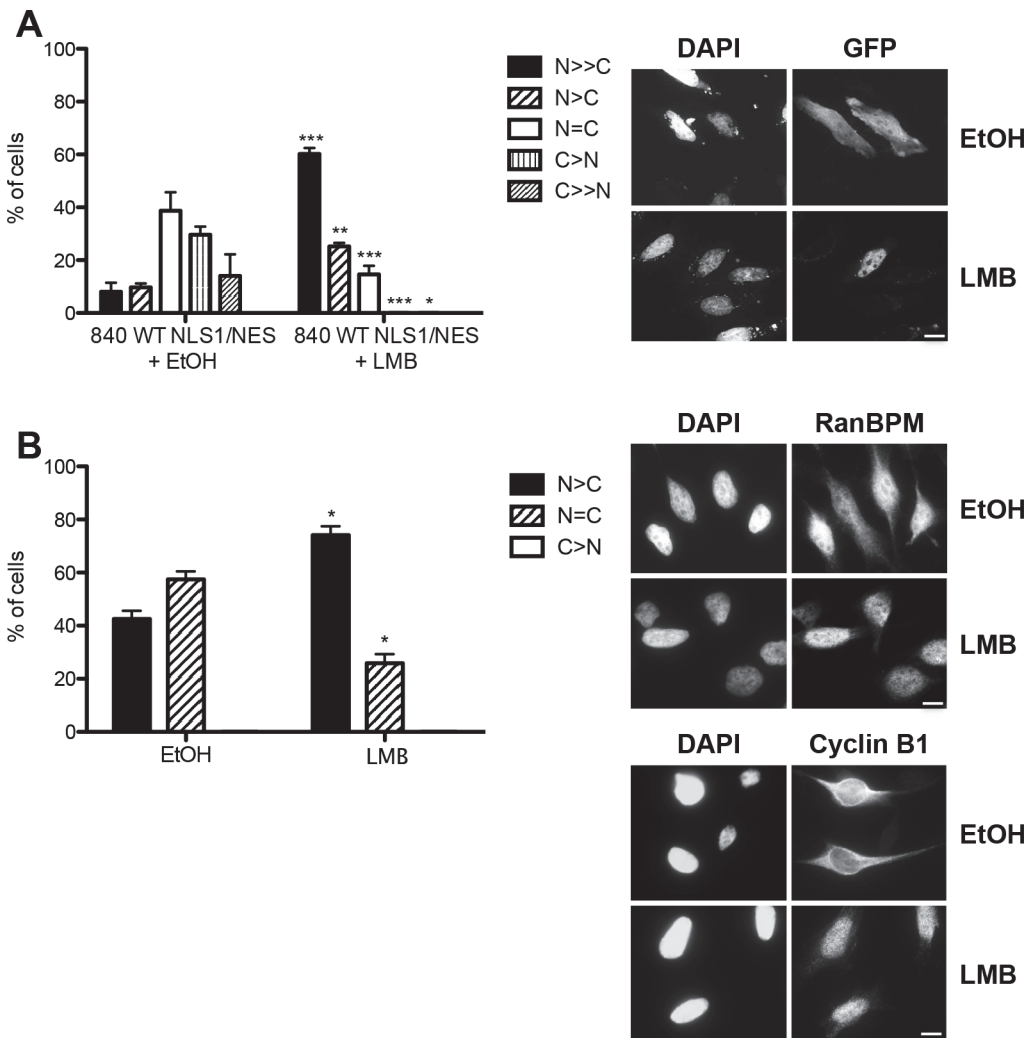 A
100
80
60
40
20
0
% of cells
***
**
***
***
*
840 WT NLS1/NES
+ EtOH
840 WT NLS1/NES
+ LMB
N>>C
N>C
N=C
C>N
C>>N
DAPI
GFP
EtOH
LMB
B
100
80
60
40
20
0
% of cells
*
*
EtOH
LMB
N>C
N=C
C>N
DAPI
RanBPM
EtOH
LMB
DAPI
Cyclin B1
EtOH
LMB